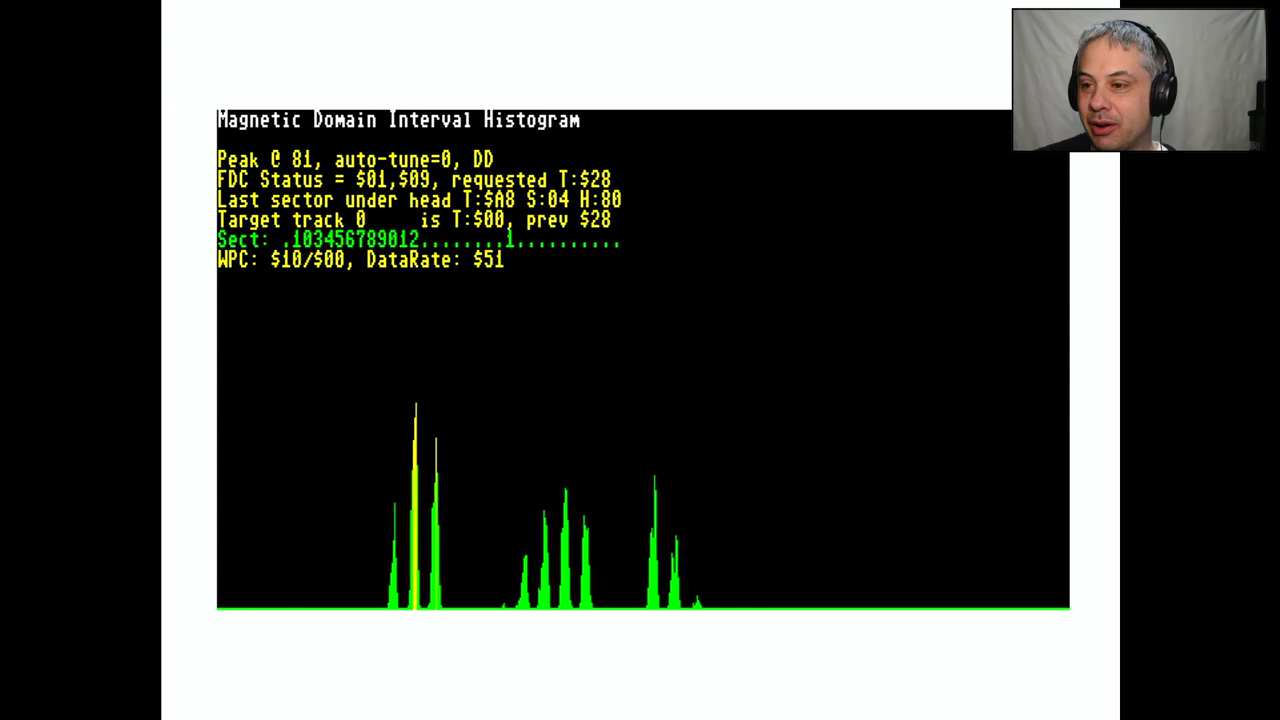 Magnetic Domain Interval Histogram
Peak @ 81, auto-tune=0, DD
FDC Status = $01,$09, requested T:$28
Last sector under head T:$A8 S:04 H:80
Target track 0     is T:$00, prev $28
Sect: .103456789012........1..........
WPC: $10/$00, DataRate: $51